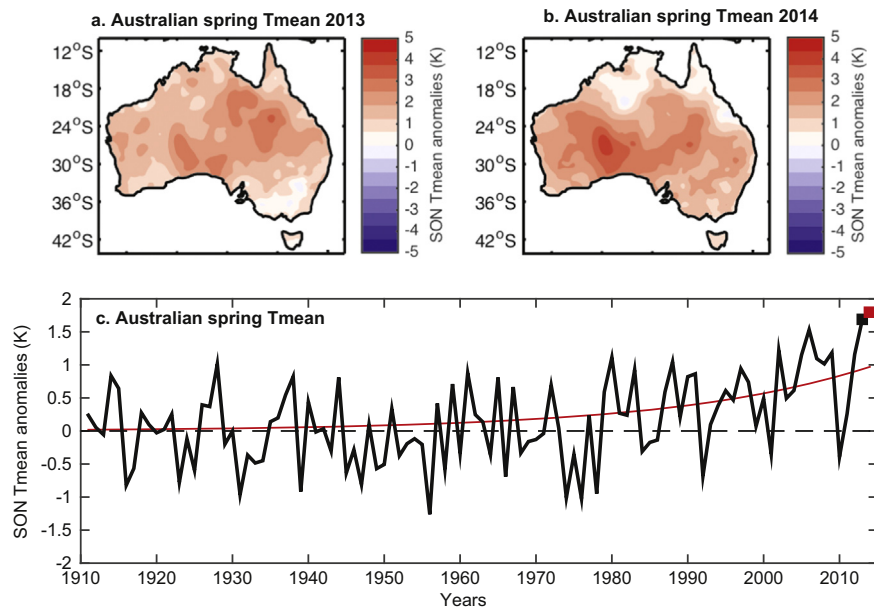 a. Australian spring Tmean 2013
12°S
18°S
24°S
30°S
36°S
42°S
5
4
3
2
1
0
-1
-2
-3
-4
-5
SON Tmean anomalies (K)
b. Australian spring Tmean 2014
12°S
18°S
24°S
30°S
36°S
42°S
5
4
3
2
1
0
-1
-2
-3
-4
-5
SON Tmean anomalies (K)
c. Australian spring Tmean
SON Tmean anomalies (K)
2
1.5
1
0.5
0
-0.5
-1
-1.5
-2
1910 1920 1930 1940 1950 1960 1970 1980 1990 2000 2010
Years